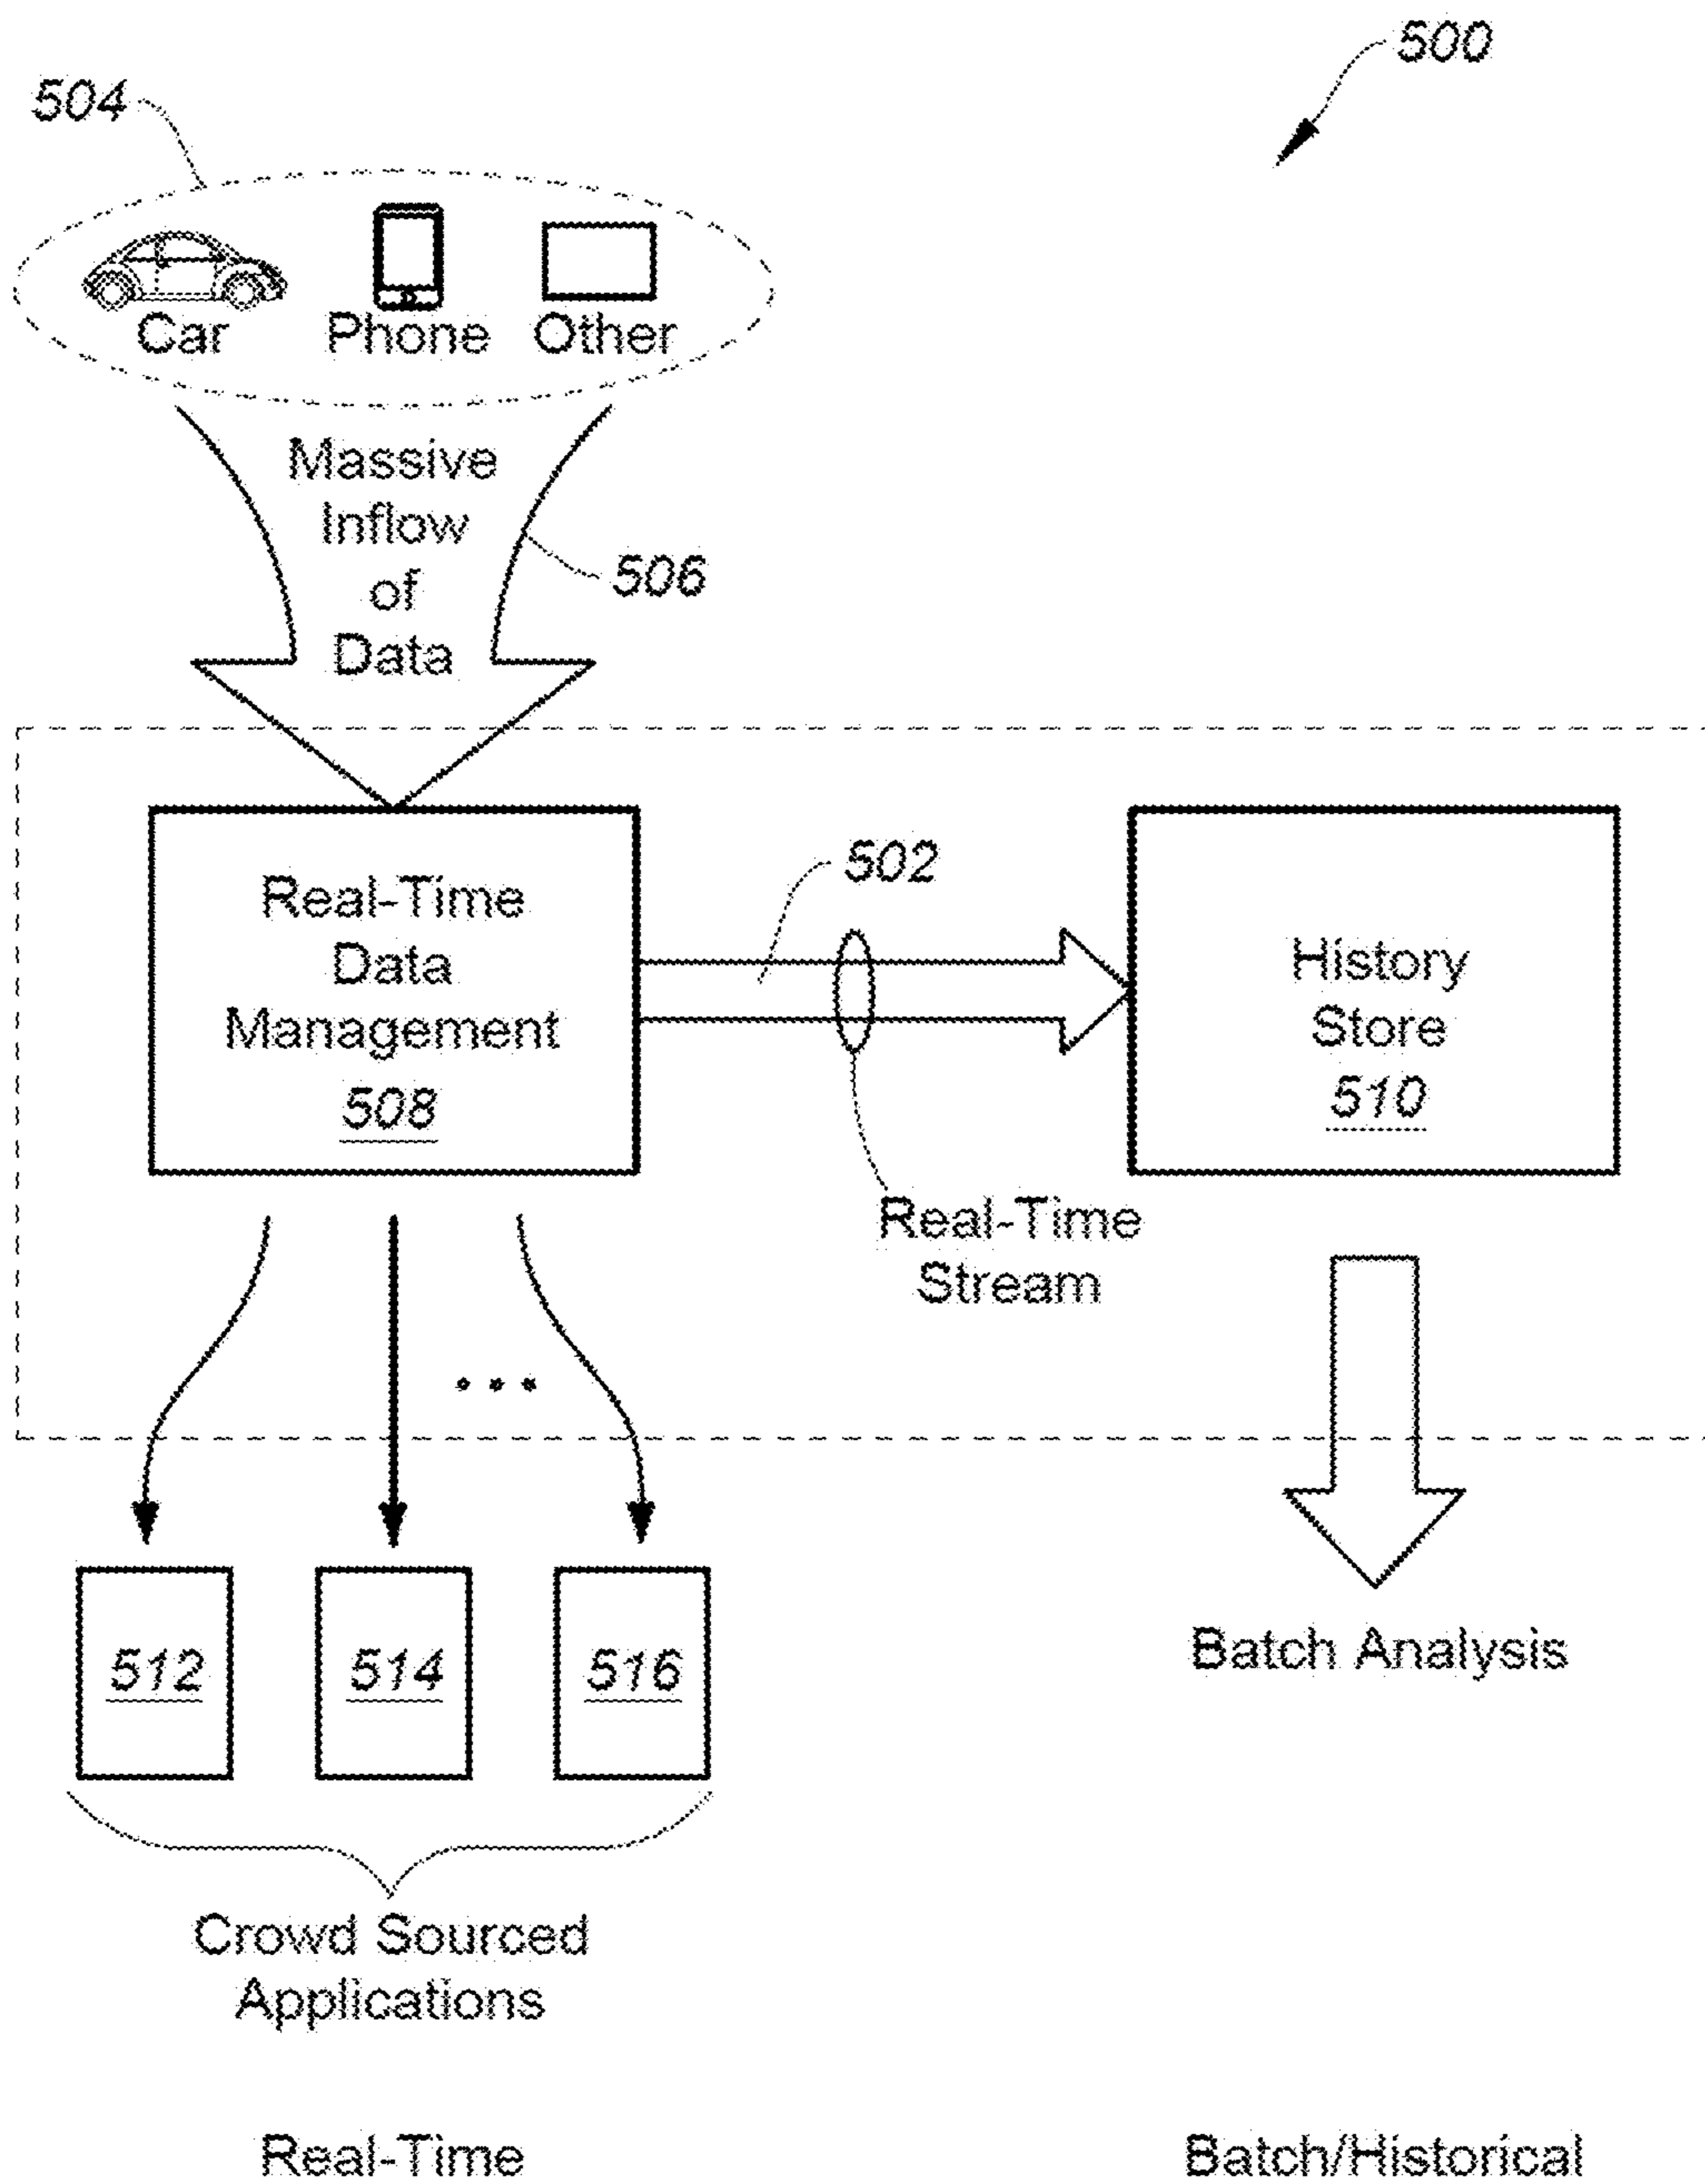 500
504
Car Phone Other
Massive
Inflow
of
Data
506
Real-Time
Data
Management
508
502
History
Store
510
Real-Time
Stream
• • •
512 514 516
Batch Analysis
Crowd Sourced
Applications
Real-Time Batch/Historical